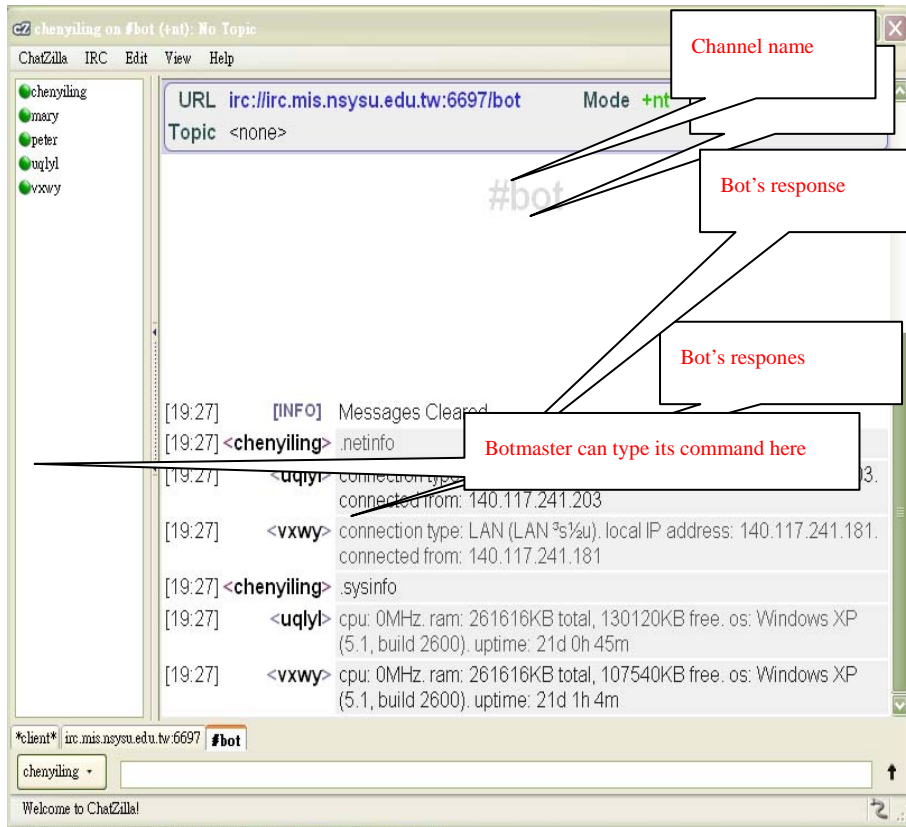 cZ chenyiling on #bot (+nt): No Topic
ChatZilla IRC Edit View Help
Channel name
URL irc://irc.mis.nsysu.edu.tw:6697/bot Mode +nt
Topic <none>
chenyiling
mary
peter
uqlyl
vxwy
#bot
Bot's response
Bot's respones
[19:27] [INFO] Messages Cleared
[19:27] <chenyiling> .netinfo
Botmaster can type its command here
[19:27] <uqlyl> connection type: 03.
connected from: 140.117.241.203
[19:27] <vxwy> connection type: LAN (LAN ³s½u). local IP address: 140.117.241.181.
connected from: 140.117.241.181
[19:27] <chenyiling> .sysinfo
[19:27] <uqlyl> cpu: 0MHz. ram: 261616KB total, 130120KB free. os: Windows XP
(5.1, build 2600). uptime: 21d 0h 45m
[19:27] <vxwy> cpu: 0MHz. ram: 261616KB total, 107540KB free. os: Windows XP
(5.1, build 2600). uptime: 21d 1h 4m
*client* irc.mis.nsysu.edu.tw:6697 #bot
chenyiling
Welcome to ChatZilla!